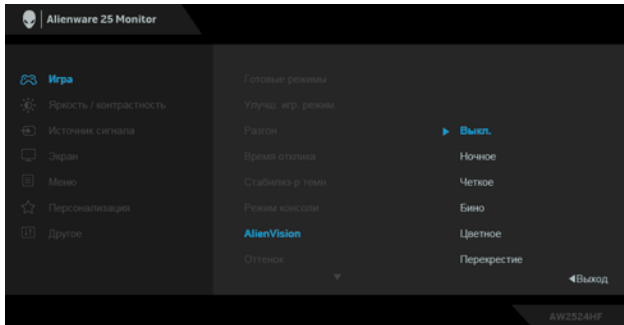 Alienware 25 Monitor
Игра
Яркость / контрастность
Источник сигнала
Экран
Меню
Персонализация
Другое
Готовые режимы
Улучш. игр. режим
Разгон
Время отклика
Стабилиз-р темн
Режим консоли
AlienVision
Оттенок
Выкл.
Ночное
Четкое
Бино
Цветное
Перекрестие
Выход
AW2524HF